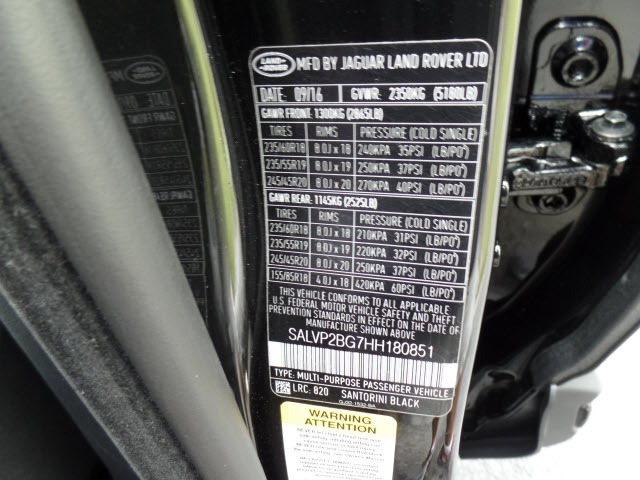 LAND-
ROVER
MFD BY JAGUAR LAND ROVER LTD
DATE: 09/16 GVWR: 2350KG (5180LB)
GAWR FRONT: 1300KG (2865LB)
TIRES RIMS PRESSURE (COLD SINGLE)
235/60R18 8.0J x 18 240KPA 35PSI (LB/PO²)
235/55R19 8.0J x 19 250KPA 37PSI (LB/PO²)
245/45R20 8.0J x 20 270KPA 40PSI (LB/PO²)
GAWR REAR: 1145KG (2525LB)
TIRES RIMS PRESSURE (COLD SINGLE)
235/60R18 8.0J x 18 210KPA 31PSI (LB/PO²)
235/55R19 8.0J x 19 220KPA 32PSI (LB/PO²)
245/45R20 8.0J x 20 250KPA 37PSI (LB/PO²)
155/85R18 4.0J x 18 420KPA 60PSI (LB/PO²)
THIS VEHICLE CONFORMS TO ALL APPLICABLE
U.S FEDERAL MOTOR VEHICLE SAFETY AND THEFT
PREVENTION STANDARDS IN EFFECT ON THE DATE OF
MANUFACTURE SHOWN ABOVE
SALVP2BG7HH180851
TYPE: MULTI-PURPOSE PASSENGER VEHICLE
LRC: 820 SANTORINI BLACK
WARNING
ATTENTION